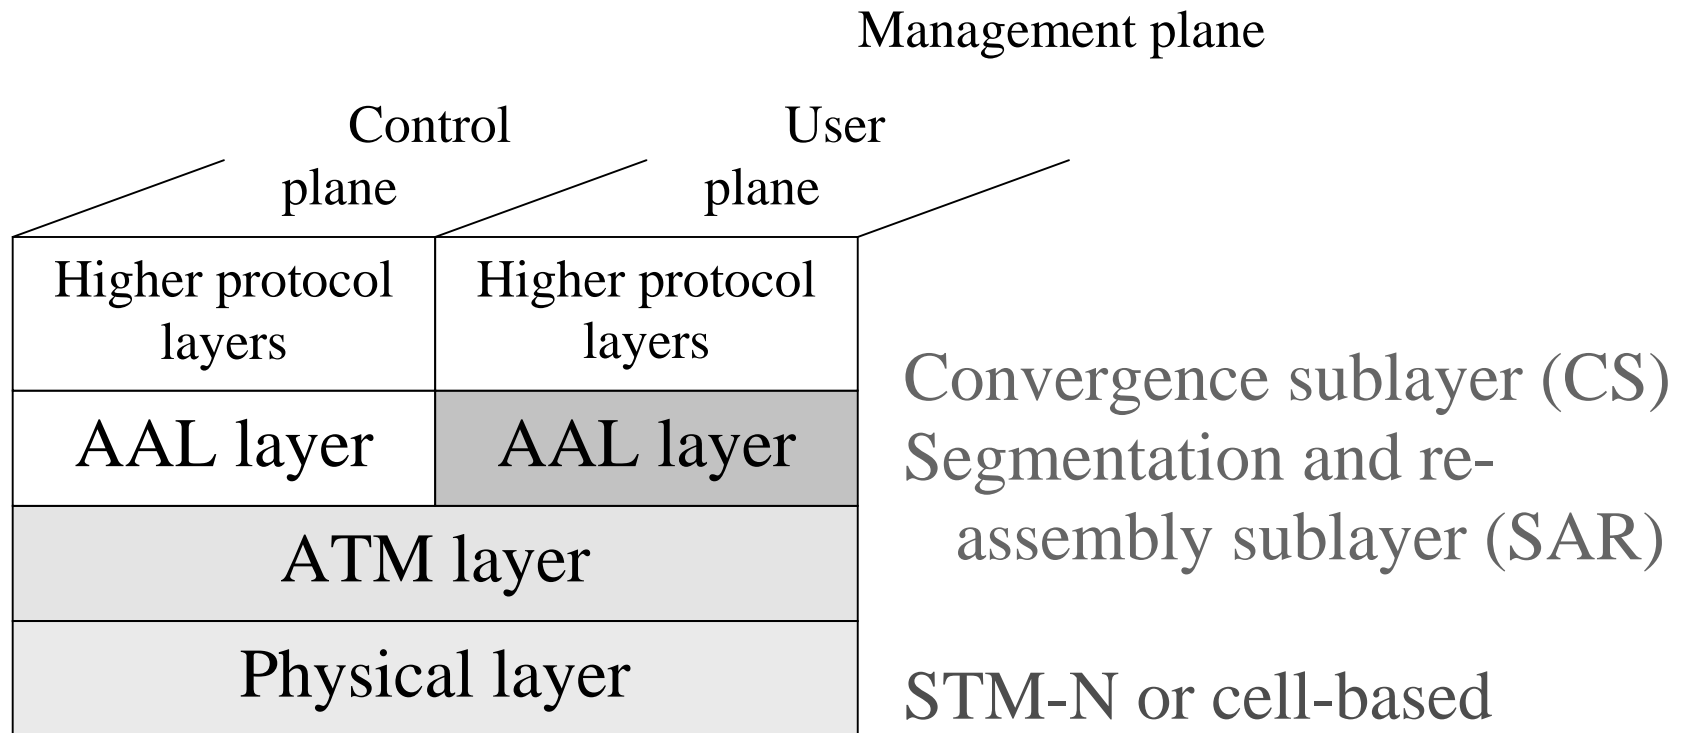 Management plane
Control
plane
User
plane
Higher protocol
layers
Higher protocol
layers
AAL layer
AAL layer
Convergence sublayer (CS)
Segmentation and re-
assembly sublayer (SAR)
ATM layer
Physical layer
STM-N or cell-based